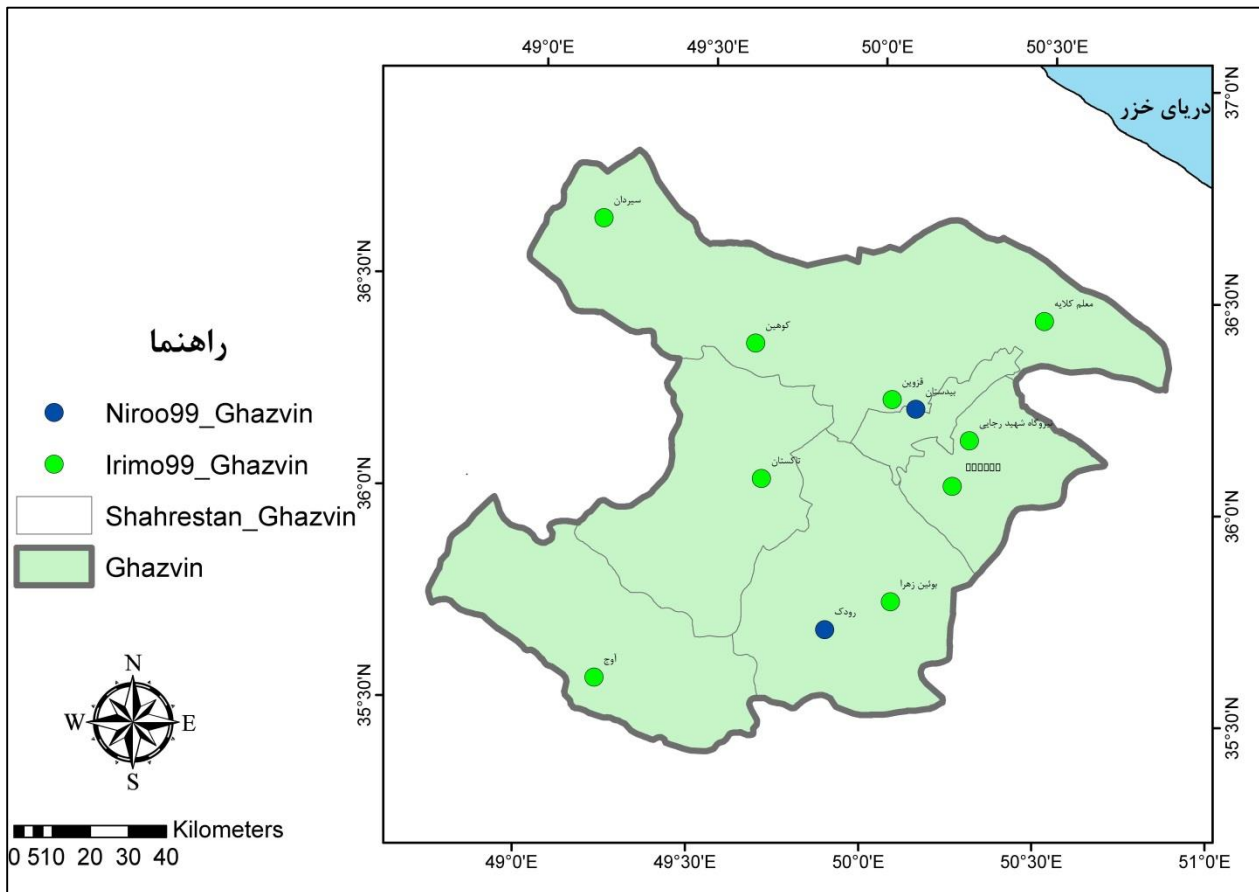 49°0'E 49°30'E 50°0'E 50°30'E
37°0'N
دریای خزر
سیردان
36°30'N
36°30'N
معلم کلایه
کوهین
راهنما
قزوین
بیدستان
Niroo99_Ghazvin
نیروگاه شهید رجایی
Irimo99_Ghazvin
تاکستان
36°0'N
Shahrestan_Ghazvin
36°0'N
Ghazvin
بوئین زهرا
رودک
آوج
N
W E
S
35°30'N
35°30'N
Kilometers
0 5 10 20 30 40
49°0'E 49°30'E 50°0'E 50°30'E 51°0'E